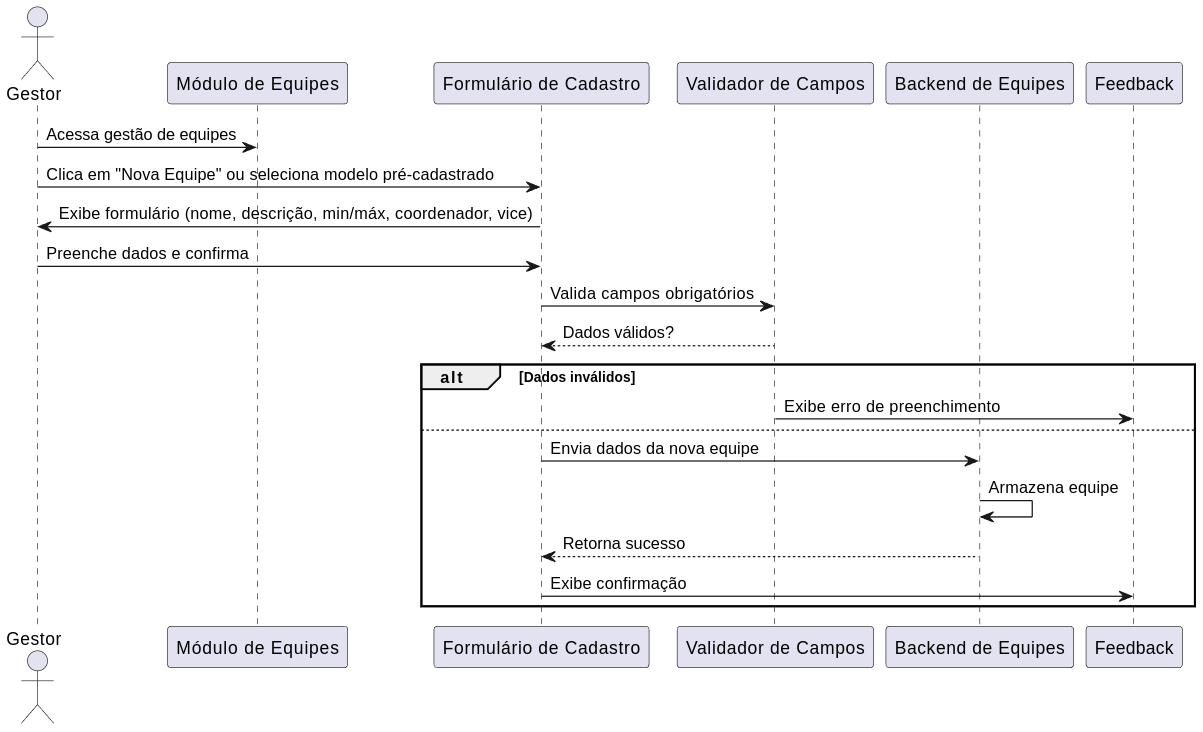 Gestor
Módulo de Equipes
Formulário de Cadastro
Validador de Campos
Backend de Equipes
Feedback
Acessa gestão de equipes
Clica em "Nova Equipe" ou seleciona modelo pré-cadastrado
Exibe formulário (nome, descrição, min/máx, coordenador, vice)
Preenche dados e confirma
Valida campos obrigatórios
Dados válidos?
alt
[Dados inválidos]
Exibe erro de preenchimento
Envia dados da nova equipe
Armazena equipe
Retorna sucesso
Exibe confirmação
Gestor
Módulo de Equipes
Formulário de Cadastro
Validador de Campos
Backend de Equipes
Feedback